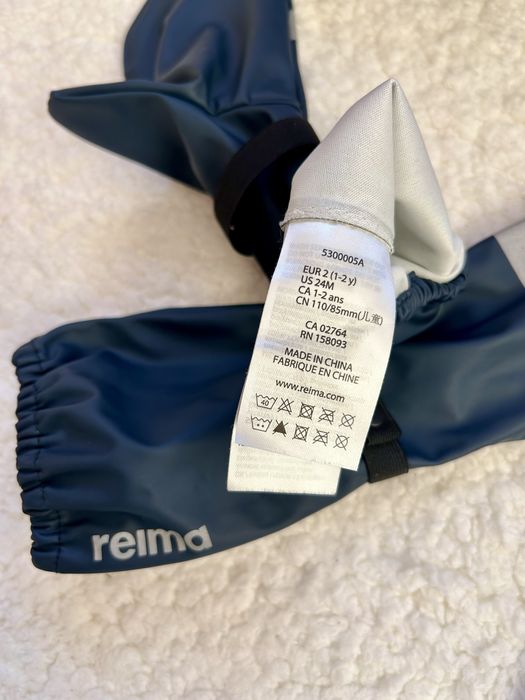 5300005A
EUR 2 (1-2 y)
US 24M
CA 1-2 ans
CN 110/85mm(儿童)
CA 02764
RN 158093
MADE IN CHINA
FABRIQUE EN CHINE
www.reima.com
40
reima